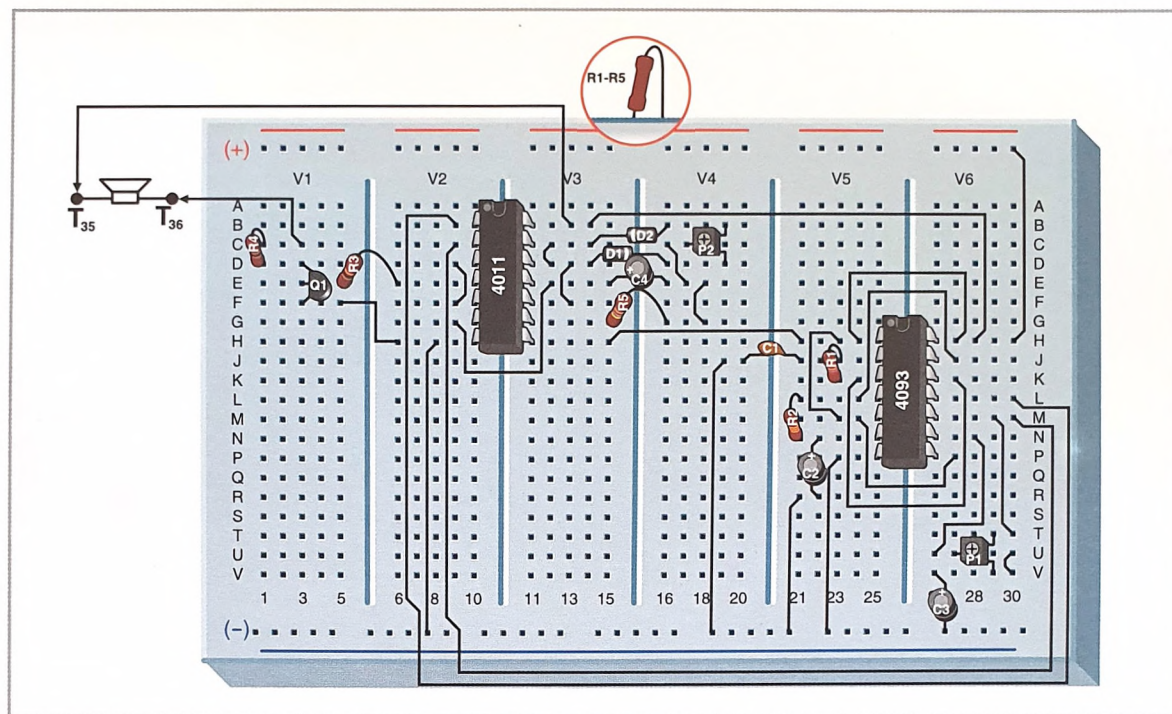 R1-R5
(+)
V1 V2 V3 V4 V5 V6
T35 T36
A A
B B
C C
D D
E E
F F
G G
H H
J J
K K
L L
M M
N N
P P
Q Q
R R
S S
T T
U U
V V
R4
Q1
R3
4011
D2
D1
C4
R5
P2
C1
R1
R2
C2
4093
P1
C3
1 3 5 6 8 10 11 13 15 16 18 20 21 23 25 28 30
(-)